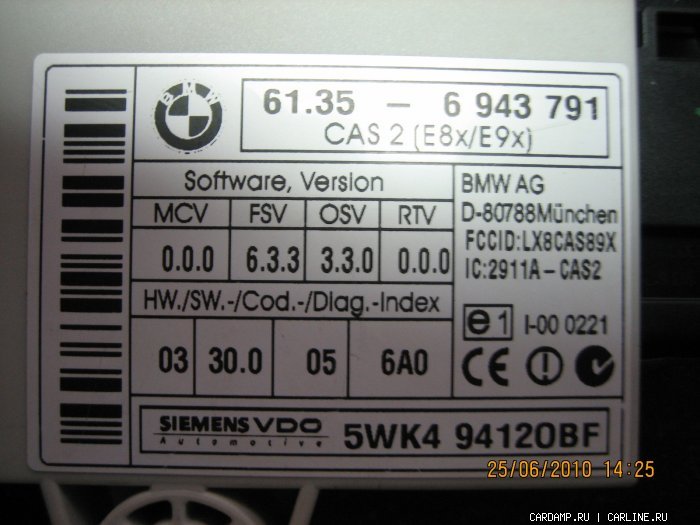 BMW
61.35 - 6 943 791
CAS 2 (E8x/E9x)
Software, Version
MCV FSV OSV RTV
0.0.0 6.3.3 3.3.0 0.0.0
HW./SW.-/Cod.-/Diag.-Index
03 30.0 05 6A0
BMW AG
D-80788München
FCCID:LX8CAS89X
IC:2911A-CAS2
e1 I-00 0221
CE
SIEMENS VDO
Automotive
5WK4 94120BF
25/06/2010 14:25
CARDAMP.RU | CARLINE.RU